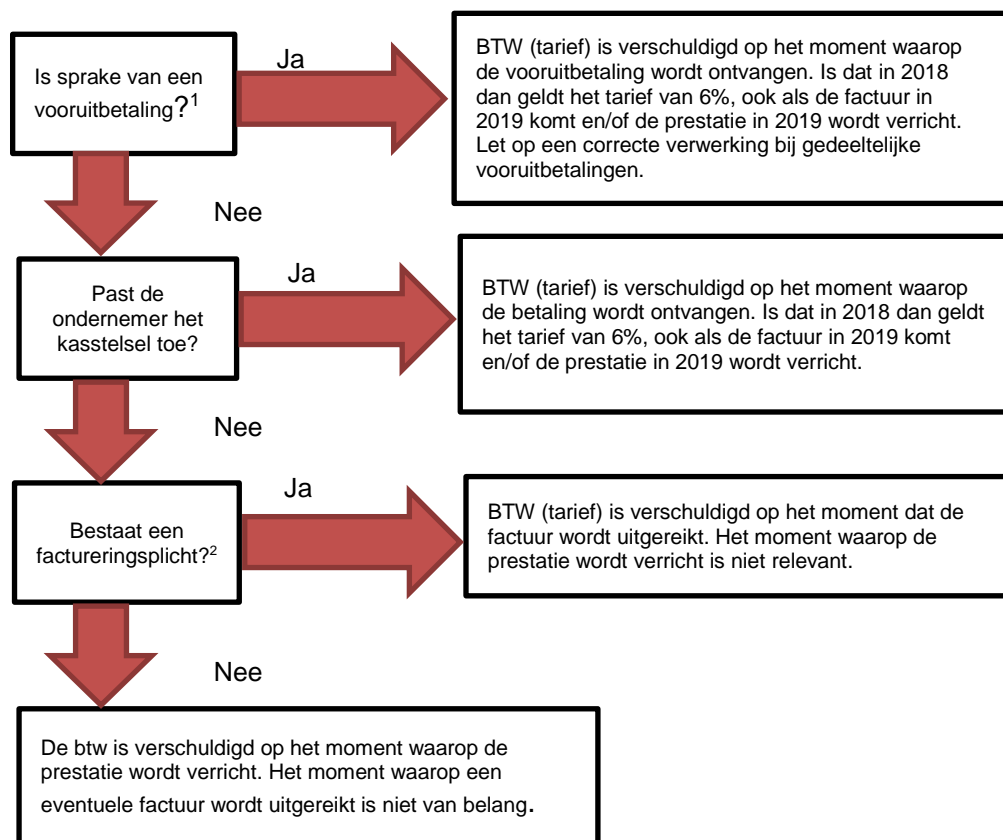 Is sprake van een
vooruitbetaling?¹
Ja
BTW (tarief) is verschuldigd op het moment waarop
de vooruitbetaling wordt ontvangen. Is dat in 2018
dan geldt het tarief van 6%, ook als de factuur in
2019 komt en/of de prestatie in 2019 wordt verricht.
Let op een correcte verwerking bij gedeeltelijke
vooruitbetalingen.
Nee
Past de
ondernemer het
kasstelsel toe?
Ja
BTW (tarief) is verschuldigd op het moment waarop
de betaling wordt ontvangen. Is dat in 2018 dan geldt
het tarief van 6%, ook als de factuur in 2019 komt
en/of de prestatie in 2019 wordt verricht.
Nee
Bestaat een
factureringsplicht?²
Ja
BTW (tarief) is verschuldigd op het moment dat de
factuur wordt uitgereikt. Het moment waarop de
prestatie wordt verricht is niet relevant.
Nee
De btw is verschuldigd op het moment waarop de
prestatie wordt verricht. Het moment waarop een
eventuele factuur wordt uitgereikt is niet van belang.